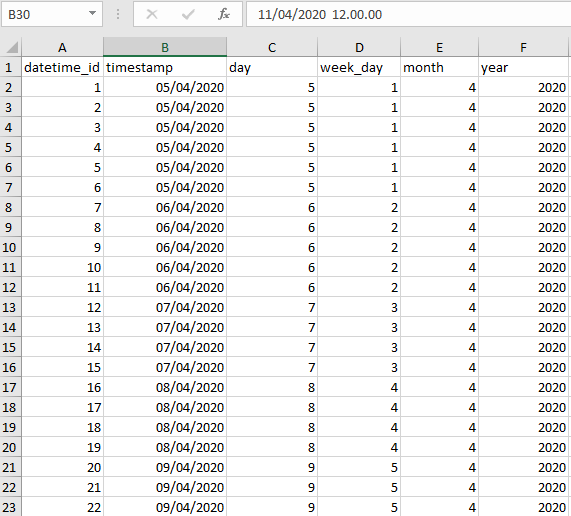 B30 fx 11/04/2020 12.00.00
A B C D E F
1 datetime_id timestamp day week_day month year
2 1 05/04/2020 5 1 4 2020
3 2 05/04/2020 5 1 4 2020
4 3 05/04/2020 5 1 4 2020
5 4 05/04/2020 5 1 4 2020
6 5 05/04/2020 5 1 4 2020
7 6 05/04/2020 5 1 4 2020
8 7 06/04/2020 6 2 4 2020
9 8 06/04/2020 6 2 4 2020
10 9 06/04/2020 6 2 4 2020
11 10 06/04/2020 6 2 4 2020
12 11 06/04/2020 6 2 4 2020
13 12 07/04/2020 7 3 4 2020
14 13 07/04/2020 7 3 4 2020
15 14 07/04/2020 7 3 4 2020
16 15 07/04/2020 7 3 4 2020
17 16 08/04/2020 8 4 4 2020
18 17 08/04/2020 8 4 4 2020
19 18 08/04/2020 8 4 4 2020
20 19 08/04/2020 8 4 4 2020
21 20 09/04/2020 9 5 4 2020
22 21 09/04/2020 9 5 4 2020
23 22 09/04/2020 9 5 4 2020